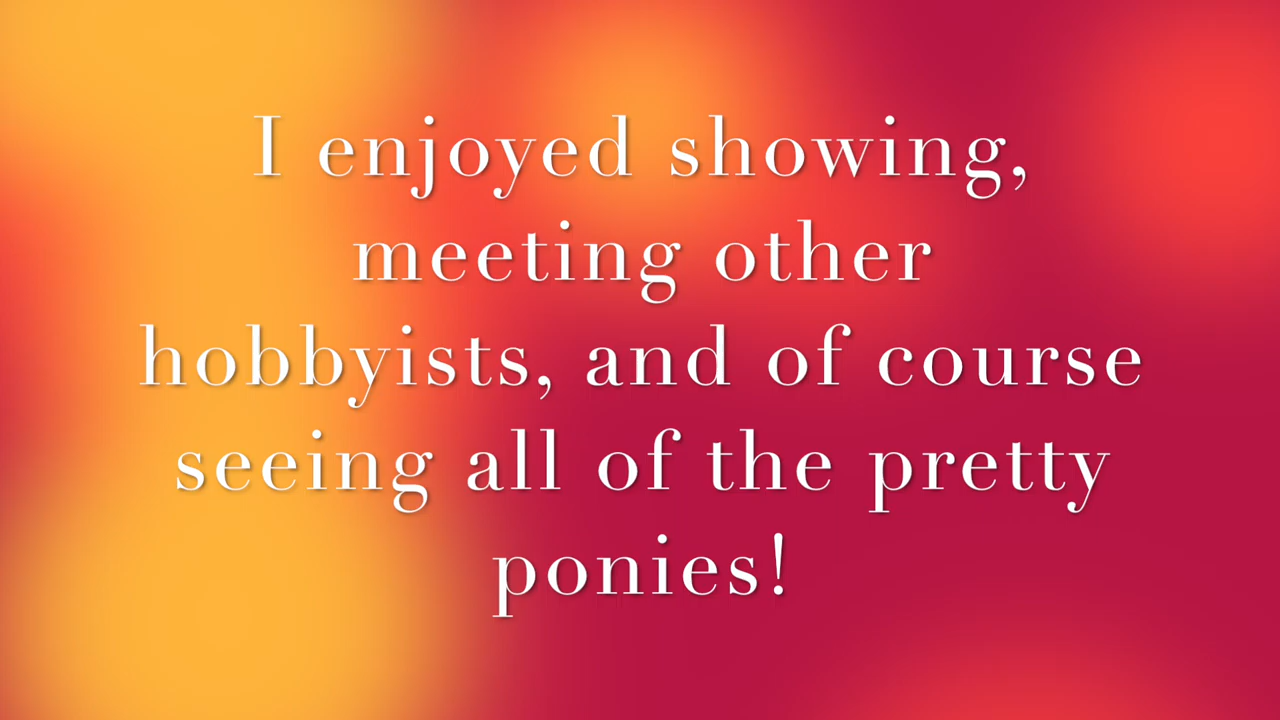 I enjoyed showing,
meeting other
hobbyists, and of course
seeing all of the pretty
ponies!